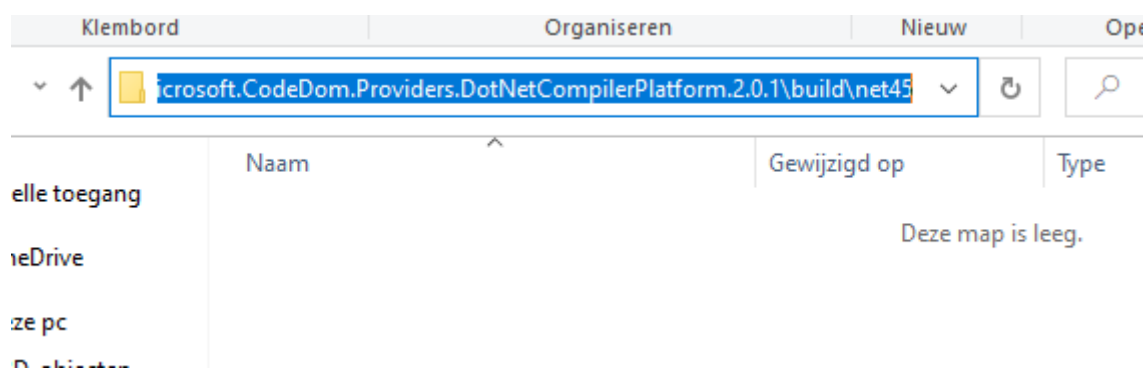 Klembord Organiseren Nieuw Ope
icrosoft.CodeDom.Providers.DotNetCompilerPlatform.2.0.1\build\net45
Naam Gewijzigd op Type
elle toegang
Deze map is leeg.
neDrive
eze pc